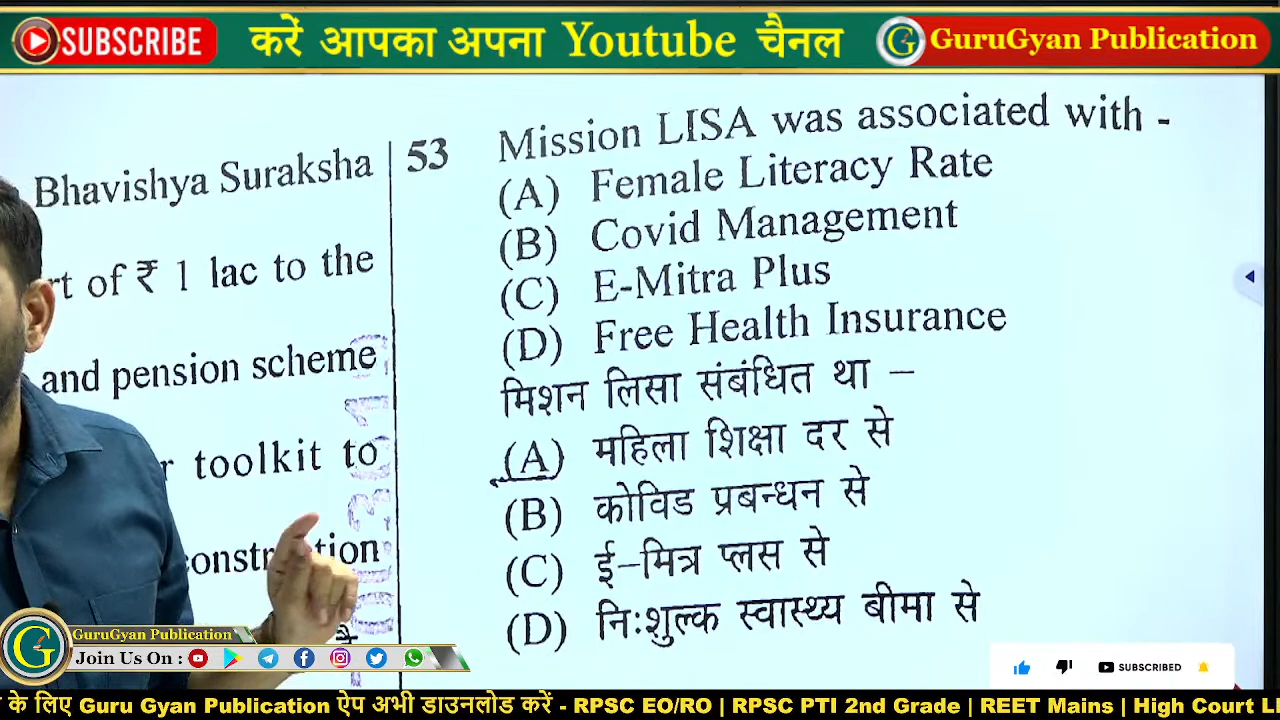 SUBSCRIBE करें आपका अपना Youtube चैनल GuruGyan Publication
Bhavishya Suraksha
of ₹ 1 lac to the
and pension scheme
toolkit to
53 Mission LISA was associated with -
(A) Female Literacy Rate
(B) Covid Management
(C) E-Mitra Plus
(D) Free Health Insurance
मिशन लिसा संबंधित था –
(A) महिला शिक्षा दर से
(B) कोविड प्रबन्धन से
(C) ई–मित्र प्लस से
(D) निःशुल्क स्वास्थ्य बीमा से
GuruGyan Publication
Join Us On :
SUBSCRIBED
के लिए Guru Gyan Publication ऐप अभी डाउनलोड करें - RPSC EO/RO | RPSC PTI 2nd Grade | REET Mains | High Court